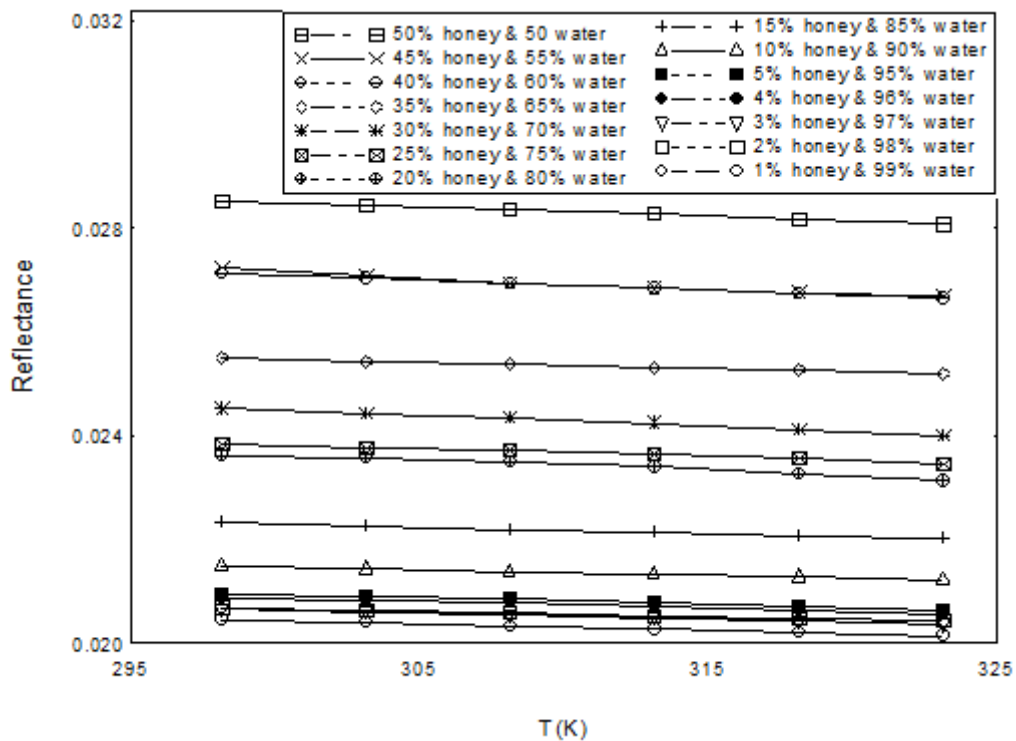 0.032
50% honey & 50 water
45% honey & 55% water
40% honey & 60% water
35% honey & 65% water
30% honey & 70% water
25% honey & 75% water
20% honey & 80% water
15% honey & 85% water
10% honey & 90% water
5% honey & 95% water
4% honey & 96% water
3% honey & 97% water
2% honey & 98% water
1% honey & 99% water
0.028
Reflectance
0.024
0.020
295
305
315
325
T(K)